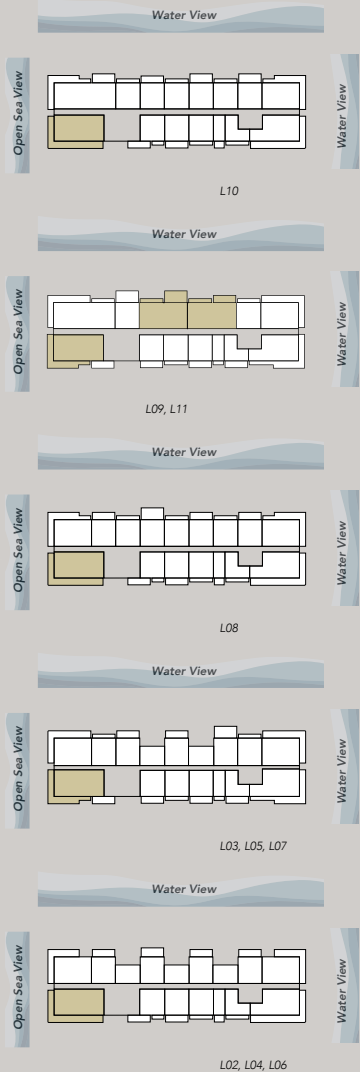 Water View
Open Sea View
Water View
L10
Water View
Open Sea View
Water View
L09, L11
Water View
Open Sea View
Water View
L08
Water View
Open Sea View
Water View
L03, L05, L07
Water View
Open Sea View
Water View
L02, L04, L06